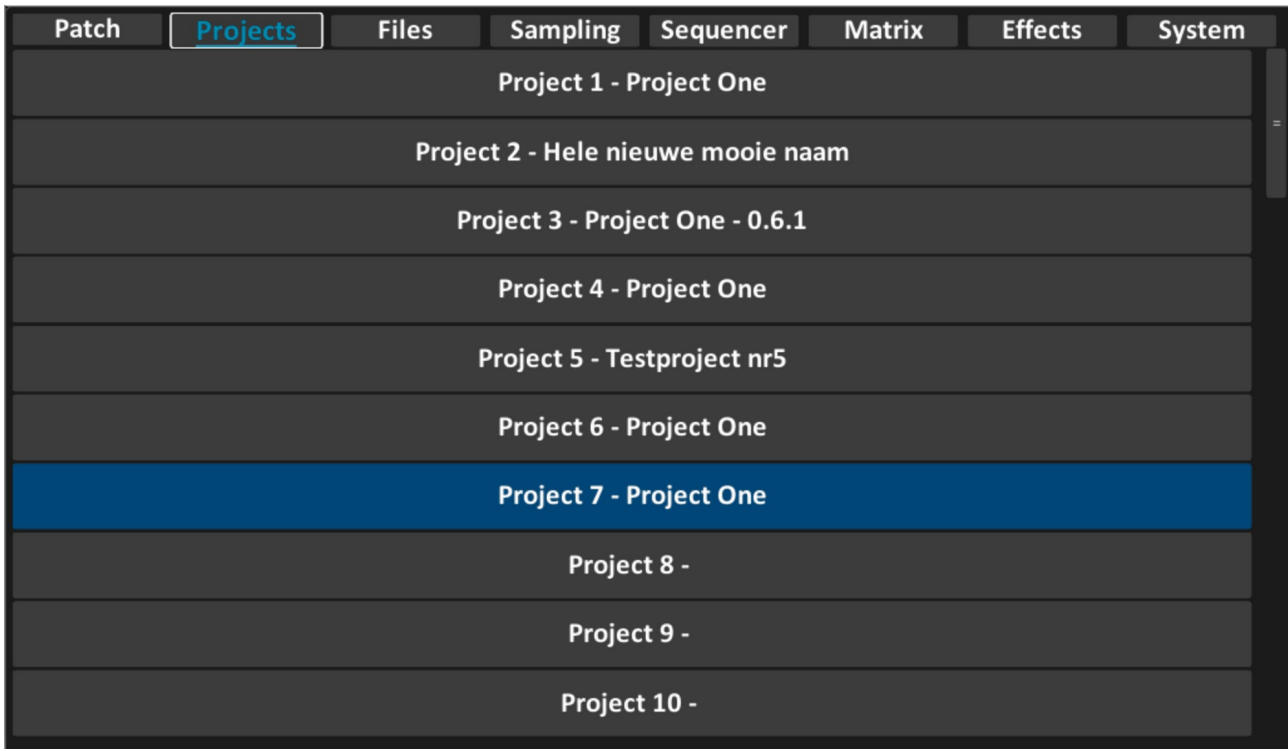 Patch Projects Files Sampling Sequencer Matrix Effects System
Project 1 - Project One
Project 2 - Hele nieuwe mooie naam
Project 3 - Project One - 0.6.1
Project 4 - Project One
Project 5 - Testproject nr5
Project 6 - Project One
Project 7 - Project One
Project 8 -
Project 9 -
Project 10 -